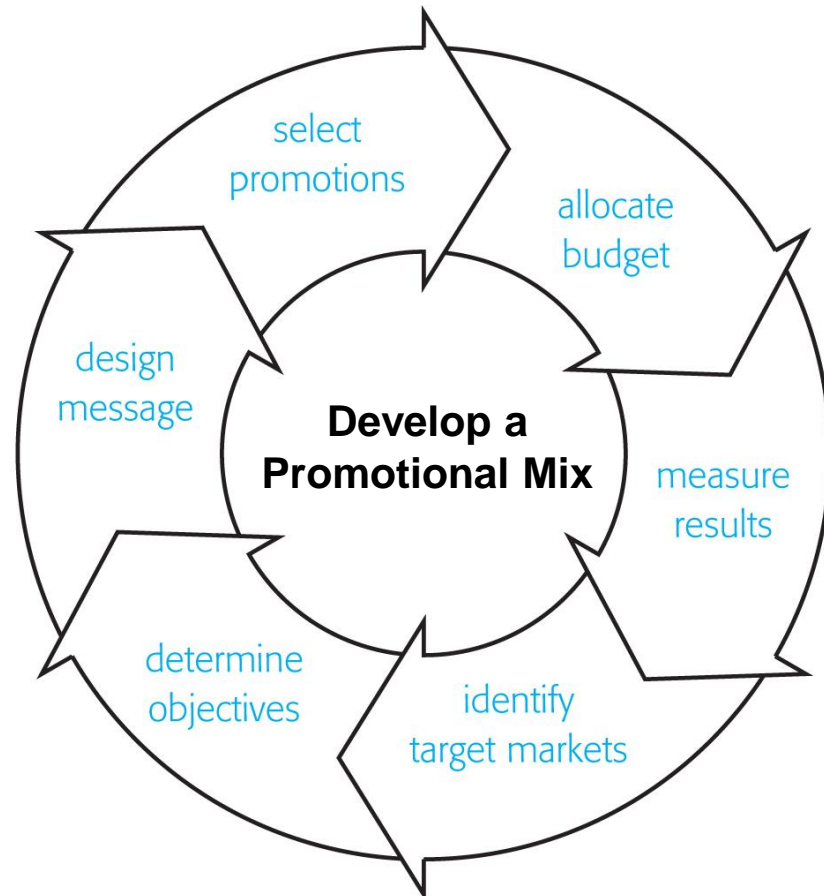 select
promotions
allocate
budget
design
message
Develop a
Promotional Mix
measure
results
determine
objectives
identify
target markets